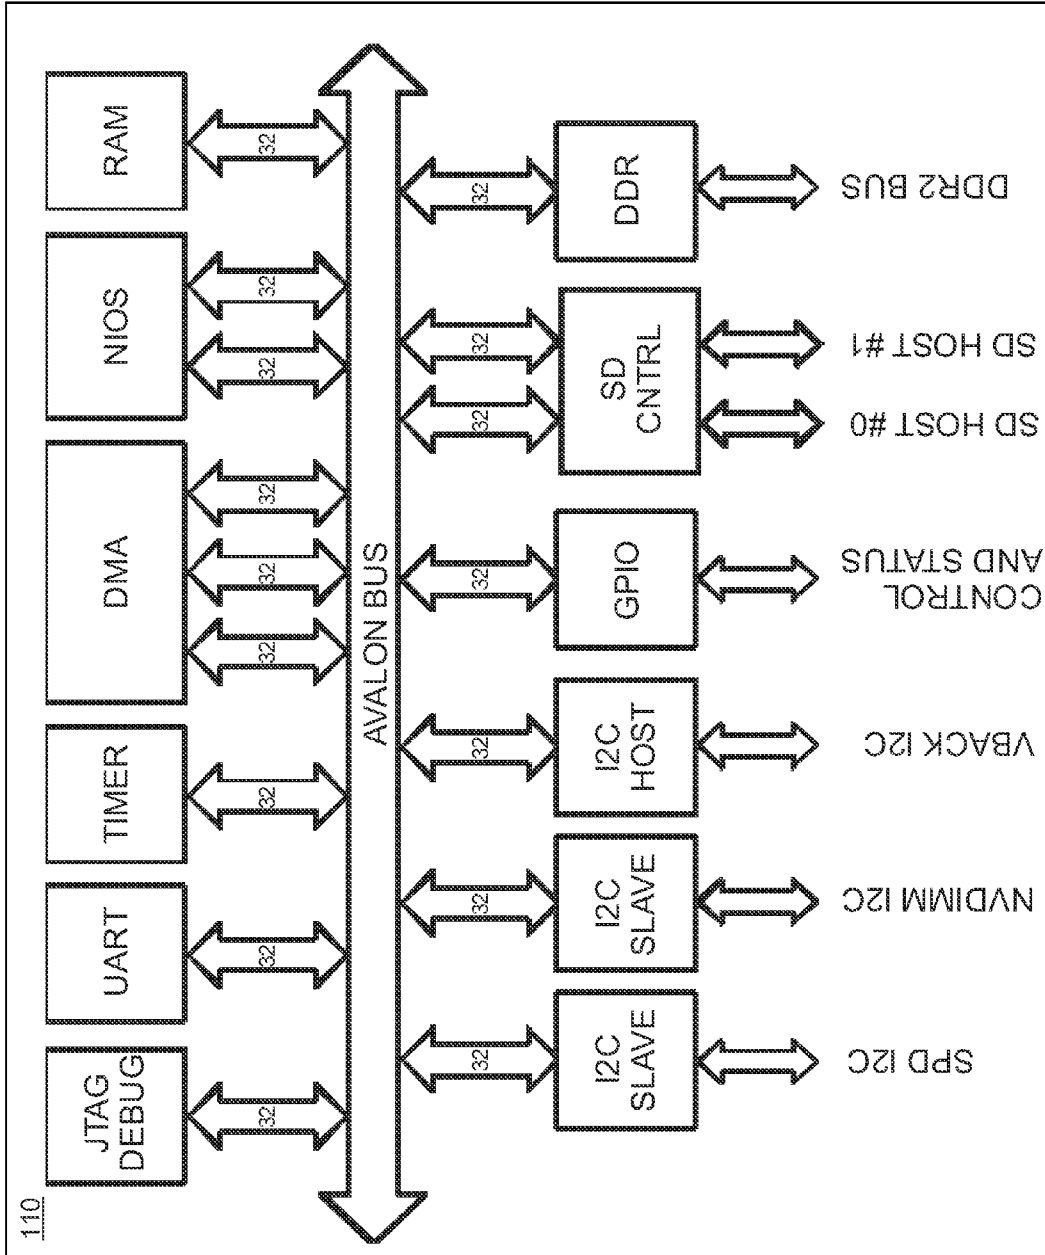 110
JTAG
DEBUG
UART
TIMER
DMA
NIOS
RAM
32
32
32
32
32
32
32
32
32
AVALON BUS
32
32
32
32
32
32
32
I2C
SLAVE
I2C
SLAVE
I2C
HOST
GPIO
SD
CNTRL
DDR
SPD I2C
NVDIMM I2C
VBACK I2C
CONTROL
AND STATUS
SD HOST #0
SD HOST #1
DDR2 BUS